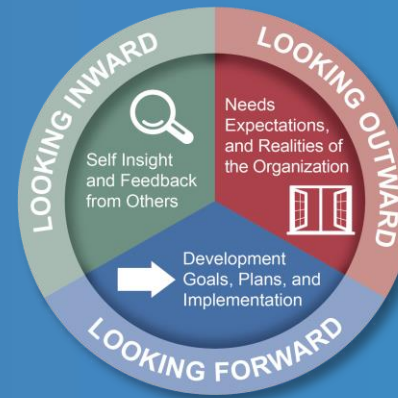 LOOKING INWARD
Self Insight
and Feedback
from Others
LOOKING OUTWARD
Needs
Expectations,
and Realities of
the Organization
Development
Goals, Plans, and
Implementation
LOOKING FORWARD